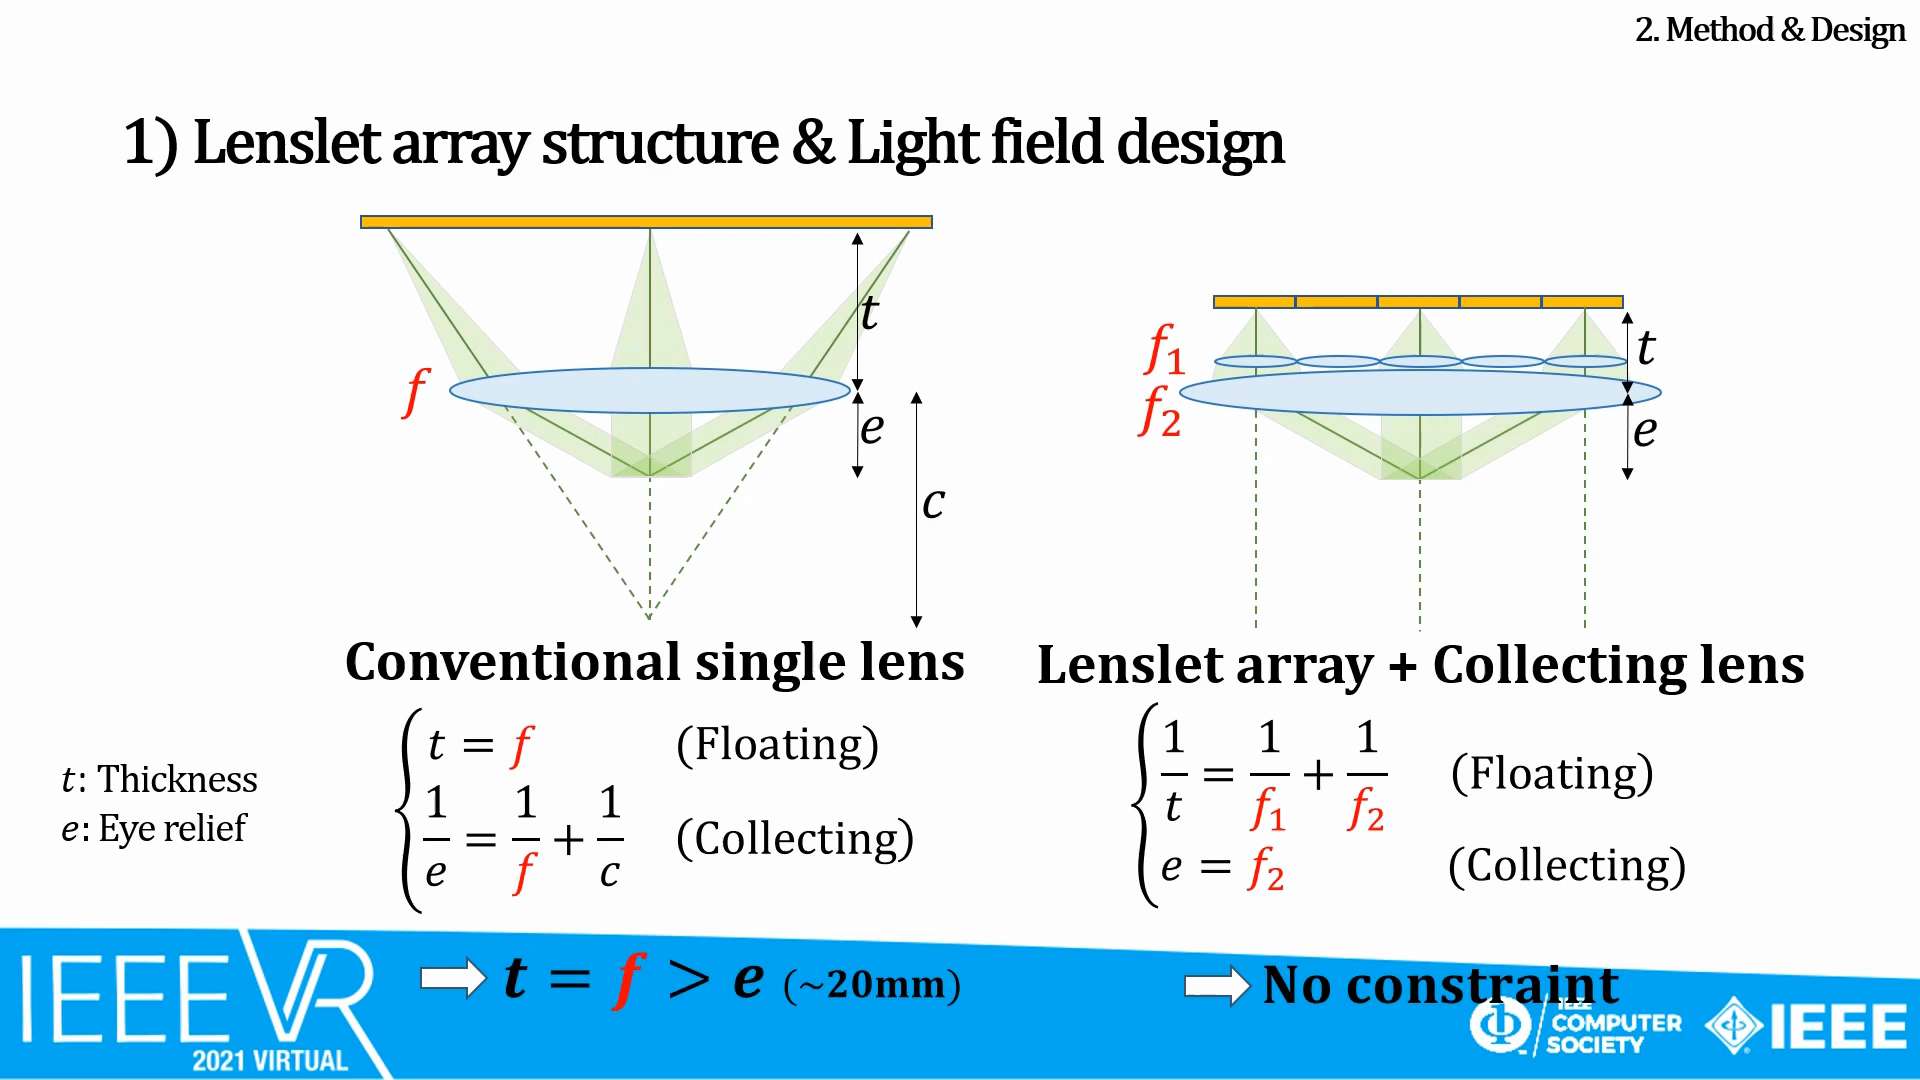 2. Method & Design
1) Lenslet array structure & Light field design
t
f
e
c
f₁
t
f₂
e
Conventional single lens
Lenslet array + Collecting lens
t = f (Floating)
1/e = 1/f + 1/c (Collecting)
1/t = 1/f₁ + 1/f₂ (Floating)
e = f₂ (Collecting)
t: Thickness
e: Eye relief
t = f > e (~20mm)
No constraint
IEEE VR
2021 VIRTUAL
IEEE
COMPUTER
SOCIETY
IEEE